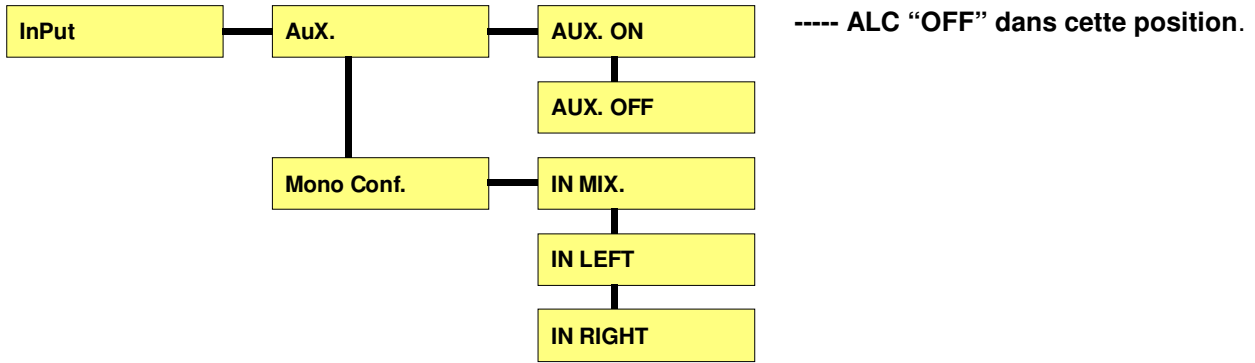 InPut AuX. AUX. ON ----- ALC “OFF” dans cette position.
AUX. OFF
Mono Conf. IN MIX.
IN LEFT
IN RIGHT